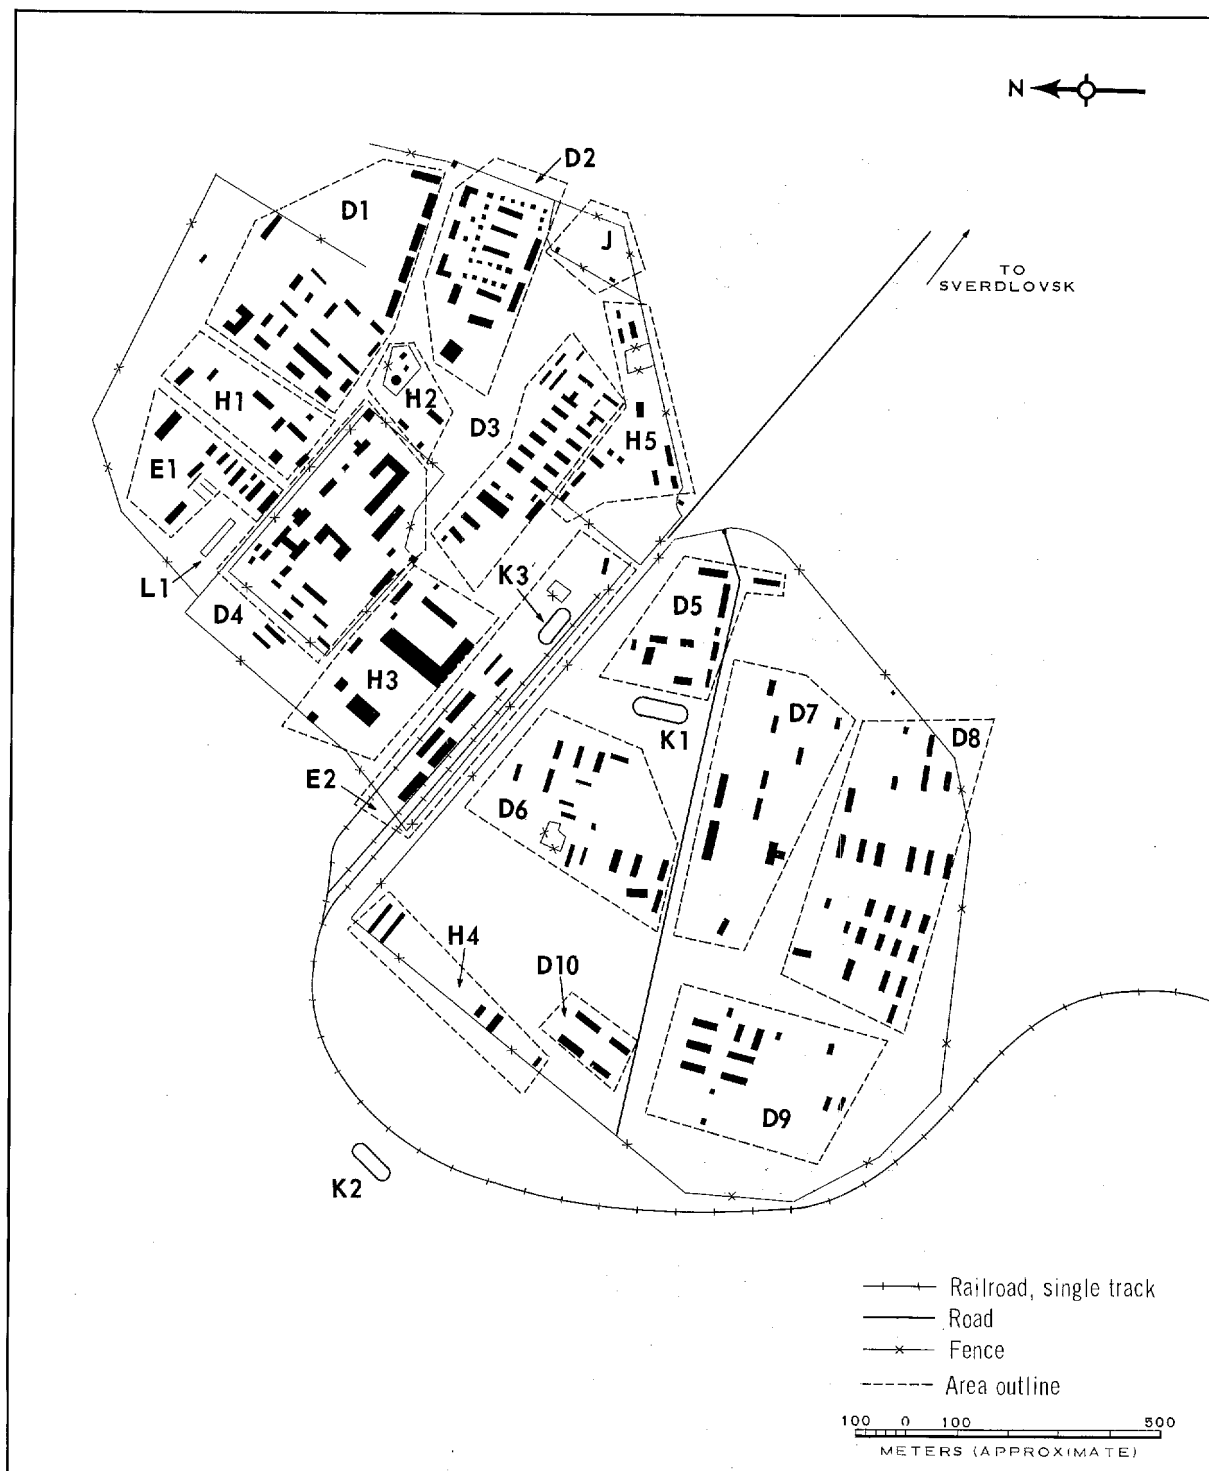 N
D2
D1
J
TO
SVERDLOVSK
H1
H2
D3
H5
E1
L1
K3
D4
D5
H3
K1
D7
D8
E2
D6
H4
D10
D9
K2
Railroad, single track
Road
Fence
Area outline
100 0 100 500
METERS (APPROXIMATE)